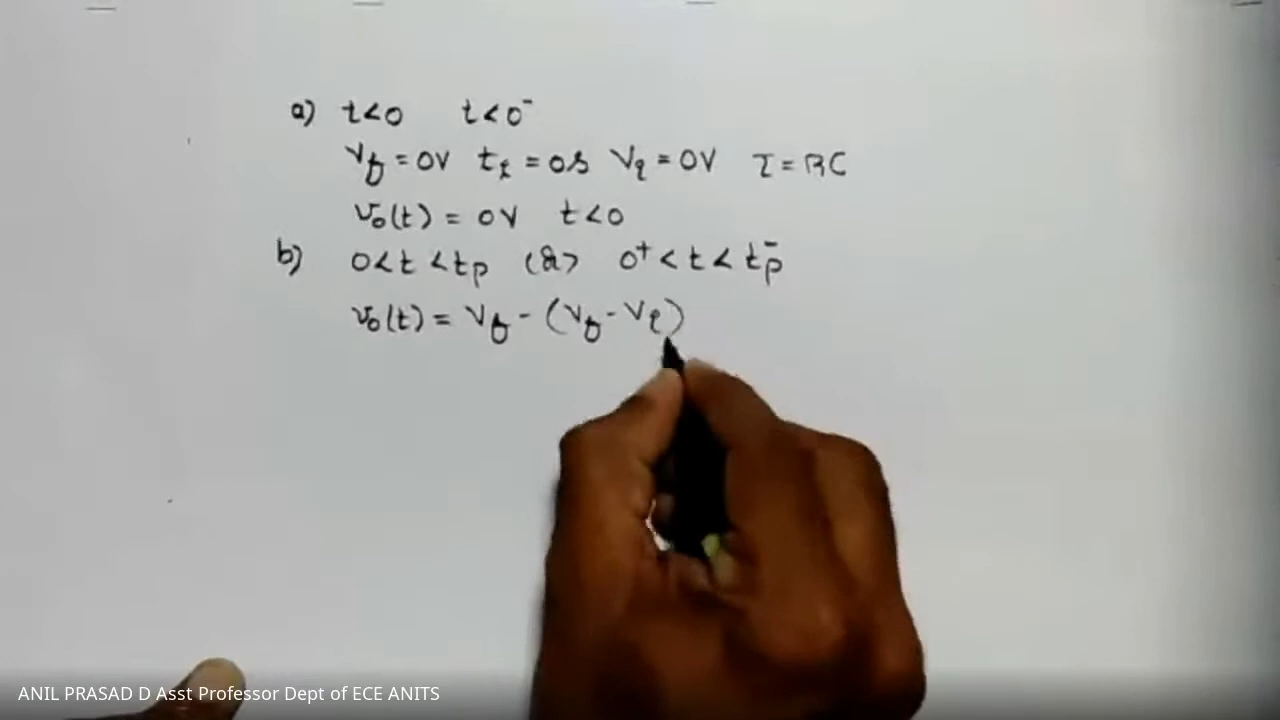 a) t<0 t<0⁻
V_f = 0V t_i = 0s V_i = 0V τ = RC
v_o(t) = 0V t<0
b) 0<t<t_p (or) 0⁺<t<t_p⁻
v_o(t) = V_f - (V_f - V_i)
ANIL PRASAD D Asst Professor Dept of ECE ANITS